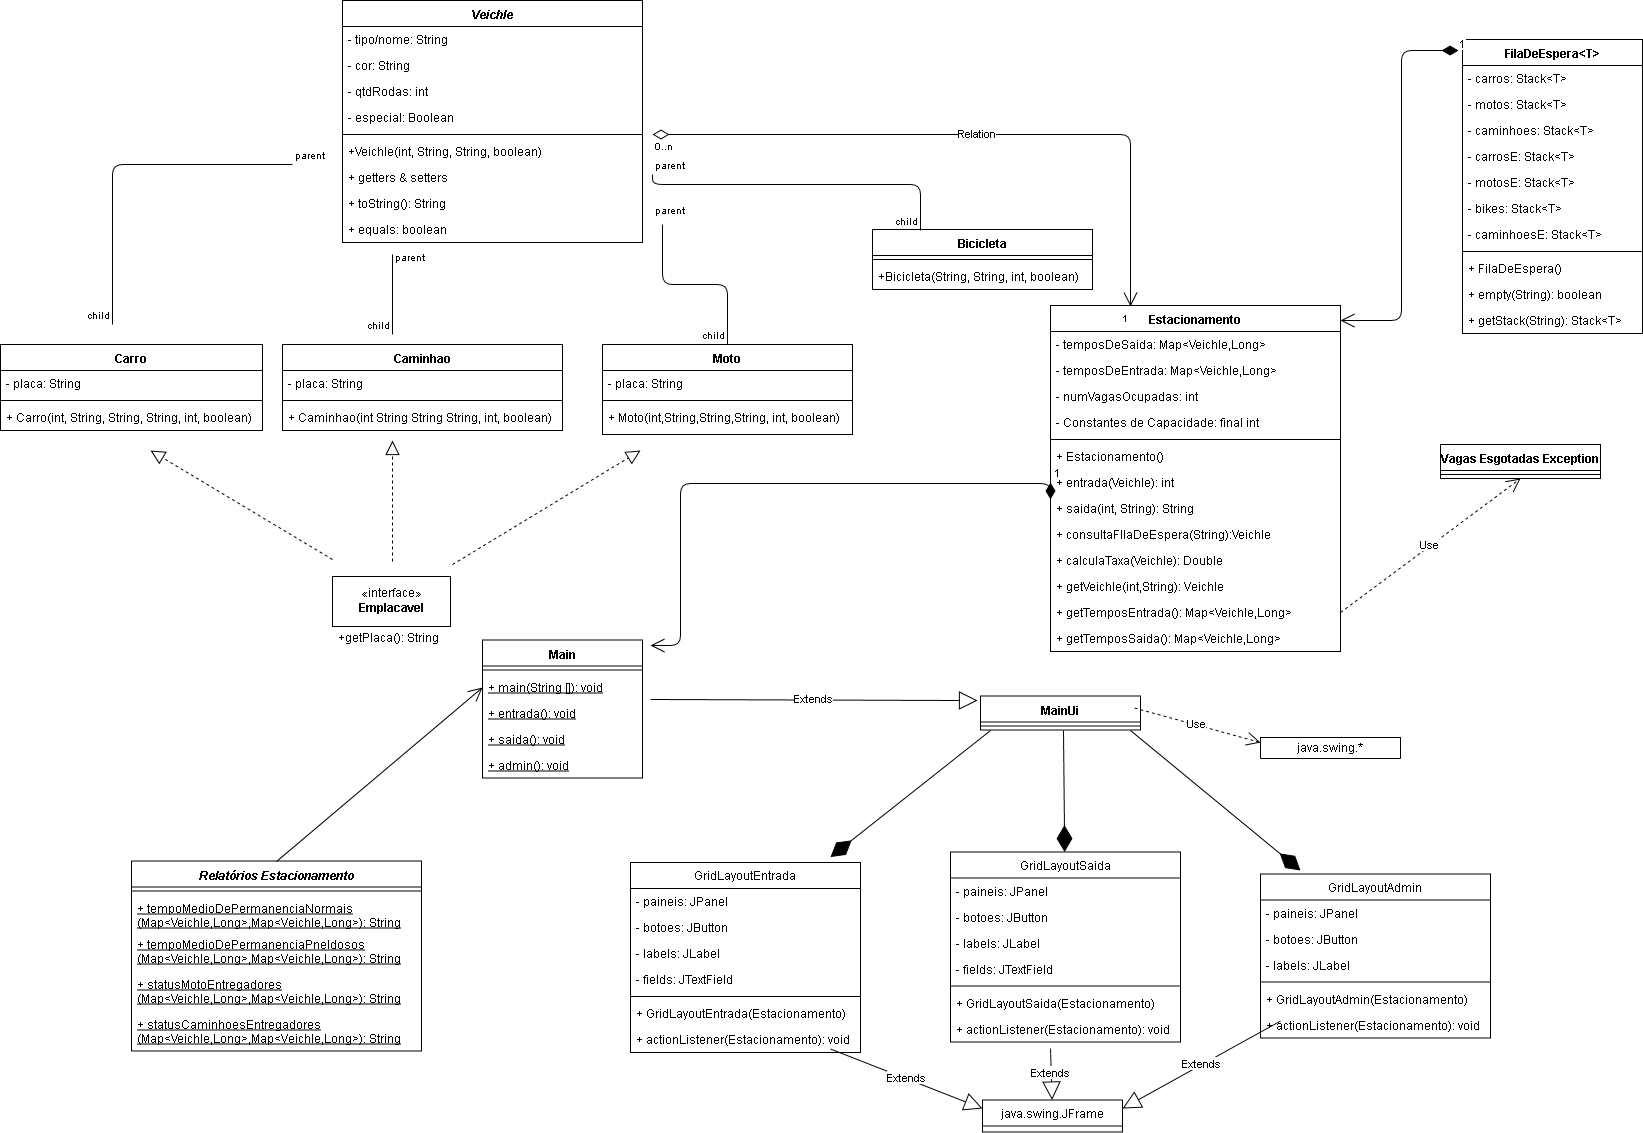 Veichle
- tipo/nome: String
- cor: String
- qtdRodas: int
- especial: Boolean
+Veichle(int, String, String, boolean)
+ getters & setters
+ toString(): String
+ equals: boolean
1
FilaDeEspera<T>
- carros: Stack<T>
- motos: Stack<T>
- caminhoes: Stack<T>
- carrosE: Stack<T>
- motosE: Stack<T>
- bikes: Stack<T>
- caminhoesE: Stack<T>
+ FilaDeEspera()
+ empty(String): boolean
+ getStack(String): Stack<T>
Relation
0..n
parent
parent
parent
parent
child
child
child
child
Bicicleta
+Bicicleta(String, String, int, boolean)
Carro
- placa: String
+ Carro(int, String, String, String, int, boolean)
Caminhao
- placa: String
+ Caminhao(int String String String, int, boolean)
Moto
- placa: String
+ Moto(int,String,String,String, int, boolean)
1
Estacionamento
- temposDeSaida: Map<Veichle,Long>
- temposDeEntrada: Map<Veichle,Long>
- numVagasOcupadas: int
- Constantes de Capacidade: final int
+ Estacionamento()
1
+ entrada(Veichle): int
+ saida(int, String): String
+ consultaFIlaDeEspera(String):Veichle
+ calculaTaxa(Veichle): Double
+ getVeichle(int,String): Veichle
+ getTemposEntrada(): Map<Veichle,Long>
+ getTemposSaida(): Map<Veichle,Long>
Vagas Esgotadas Exception
Use
«interface»
Emplacavel
+getPlaca(): String
Main
+ main(String []): void
+ entrada(): void
+ saida(): void
+ admin(): void
Extends
MainUi
Use
java.swing.*
Relatórios Estacionamento
+ tempoMedioDePermanenciaNormais
(Map<Veichle,Long>,Map<Veichle,Long>): String
+ tempoMedioDePermanenciaPneIdosos
(Map<Veichle,Long>,Map<Veichle,Long>): String
+ statusMotoEntregadores
(Map<Veichle,Long>,Map<Veichle,Long>): String
+ statusCaminhoesEntregadores
(Map<Veichle,Long>,Map<Veichle,Long>): String
GridLayoutEntrada
- paineis: JPanel
- botoes: JButton
- labels: JLabel
- fields: JTextField
+ GridLayoutEntrada(Estacionamento)
+ actionListener(Estacionamento): void
GridLayoutSaida
- paineis: JPanel
- botoes: JButton
- labels: JLabel
- fields: JTextField
+ GridLayoutSaida(Estacionamento)
+ actionListener(Estacionamento): void
GridLayoutAdmin
- paineis: JPanel
- botoes: JButton
- labels: JLabel
+ GridLayoutAdmin(Estacionamento)
+ actionListener(Estacionamento): void
Extends
Extends
Extends
java.swing.JFrame